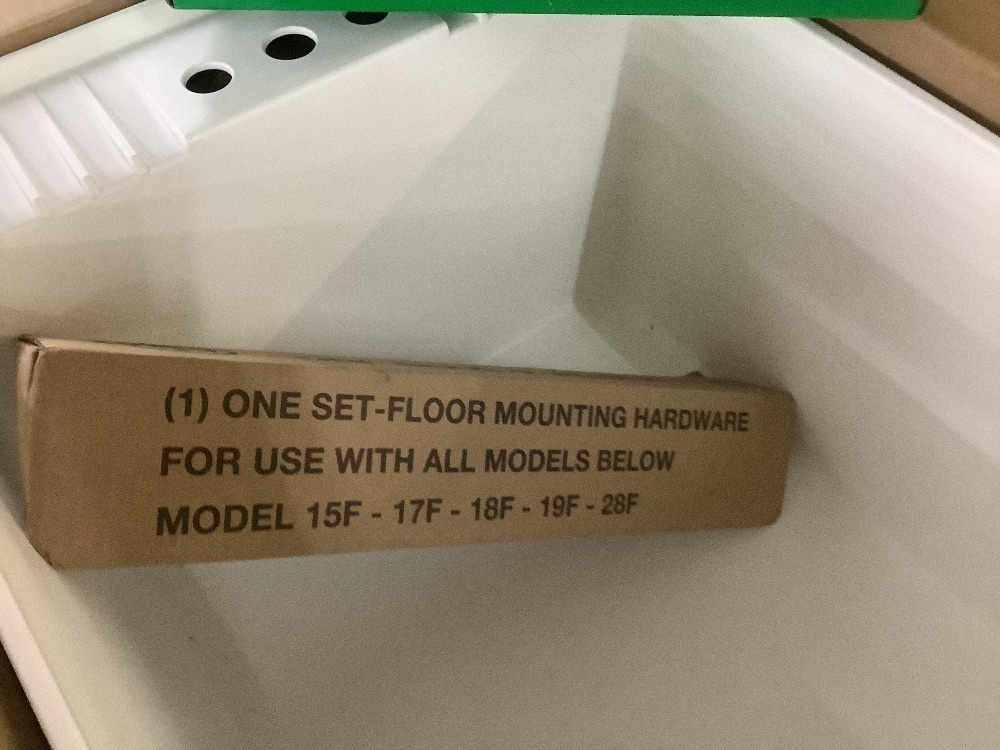 (1) ONE SET-FLOOR MOUNTING HARDWARE
FOR USE WITH ALL MODELS BELOW
MODEL 15F - 17F - 18F - 19F - 28F